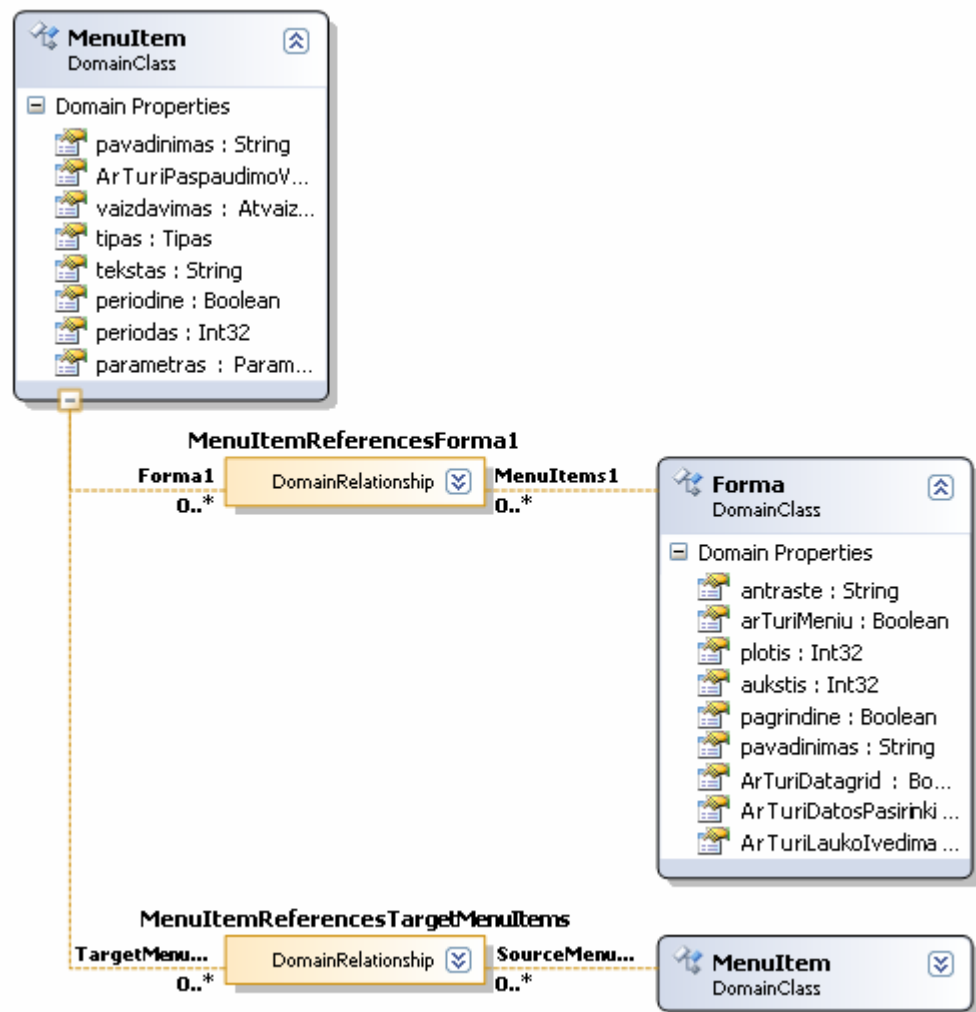 MenuItem
DomainClass
Domain Properties
pavadinimas : String
ArTuriPaspaudimoV...
vaizdavimas : Atvaiz...
tipas : Tipas
tekstas : String
periodine : Boolean
periodas : Int32
parametras : Param...
MenuItemReferencesForma1
Forma1 DomainRelationship MenuItems1
0..* 0..*
Forma
DomainClass
Domain Properties
antraste : String
arTuriMeniu : Boolean
plotis : Int32
aukstis : Int32
pagrindine : Boolean
pavadinimas : String
ArTuriDatagrid : Bo...
ArTuriDatosPasirinki ...
ArTuriLaukoIvedima ...
MenuItemReferencesTargetMenuItems
TargetMenu... DomainRelationship SourceMenu...
0..* 0..*
MenuItem
DomainClass